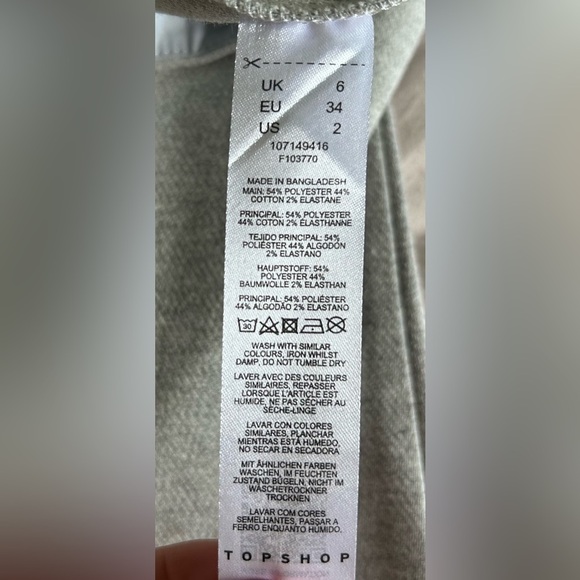 UK 6
EU 34
US 2
107149416
F103770
MADE IN BANGLADESH
MAIN: 54% POLYESTER 44%
COTTON 2% ELASTANE
PRINCIPAL: 54% POLYESTER
44% COTON 2% ÉLASTHANNE
TEJIDO PRINCIPAL: 54%
POLIÉSTER 44% ALGODÓN
2% ELASTANO
HAUPTSTOFF: 54%
POLYESTER 44%
BAUMWOLLE 2% ELASTHAN
PRINCIPAL: 54% POLIÉSTER
44% ALGODÃO 2% ELASTANO
30
WASH WITH SIMILAR
COLOURS, IRON WHILST
DAMP, DO NOT TUMBLE DRY
LAVER AVEC DES COULEURS
SIMILAIRES, REPASSER
LORSQUE L'ARTICLE EST
HUMIDE, NE PAS SÉCHER AU
SÈCHE-LINGE
LAVAR CON COLORES
SIMILARES, PLANCHAR
MIENTRAS ESTÁ HÚMEDO,
NO SECAR EN SECADORA
MIT ÄHNLICHEN FARBEN
WASCHEN, IM FEUCHTEN
ZUSTAND BÜGELN, NICHT IM
WÄSCHETROCKNER
TROCKNEN
LAVAR COM CORES
SEMELHANTES, PASSAR A
FERRO ENQUANTO HÚMIDO.
TOPSHOP